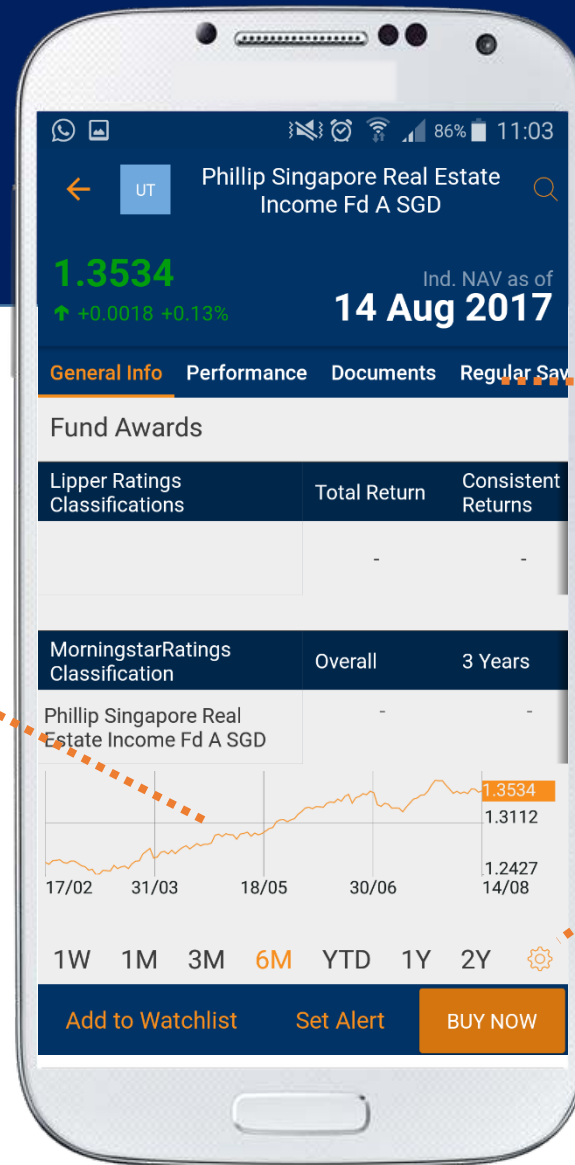 86% 11:03
UT
Phillip Singapore Real Estate
Income Fd A SGD
1.3534
+0.0018 +0.13%
Ind. NAV as of
14 Aug 2017
General Info Performance Documents Regular Sav
Fund Awards
Lipper Ratings
Classifications
Total Return
Consistent
Returns
- -
MorningstarRatings
Classification
Overall
3 Years
Phillip Singapore Real
Estate Income Fd A SGD
- -
1.3534
1.3112
1.2427
17/02 31/03 18/05 30/06 14/08
1W 1M 3M 6M YTD 1Y 2Y
Add to Watchlist Set Alert BUY NOW